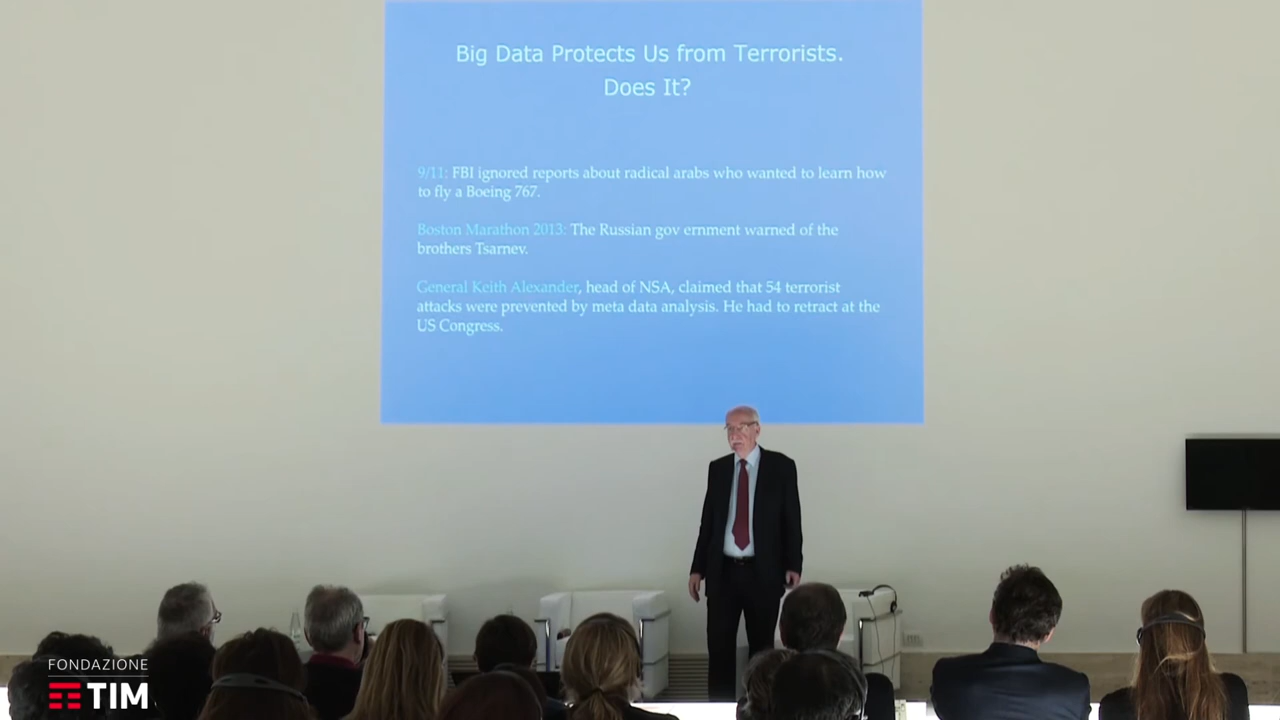 Big Data Protects Us from Terrorists.
Does It?
9/11: FBI ignored reports about radical arabs who wanted to learn how
to fly a Boeing 767.
Boston Marathon 2013: The Russian gov ernment warned of the
brothers Tsarnev.
General Keith Alexander, head of NSA, claimed that 54 terrorist
attacks were prevented by meta data analysis. He had to retract at the
US Congress.
FONDAZIONE
TIM